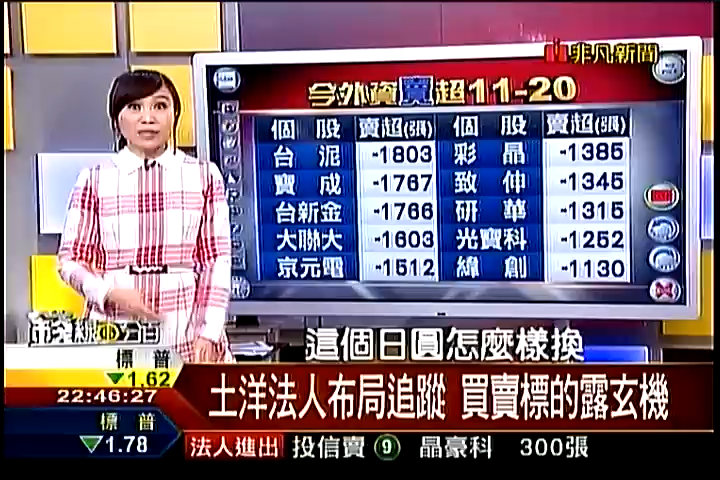 非凡新聞
今外資賣超11-20
個股 賣超(張) 個股 賣超(張)
台泥 -1803 彩晶 -1385
寶成 -1767 致伸 -1345
台新金 -1766 研華 -1315
大聯大 -1603 光寶科 -1252
京元電 -1512 緯創 -1130
這個日圓怎麼樣換
標普
▼1.62
22:46:27
土洋法人布局追蹤 買賣標的露玄機
標普
▽1.78
法人進出 投信賣 9 晶豪科 300張